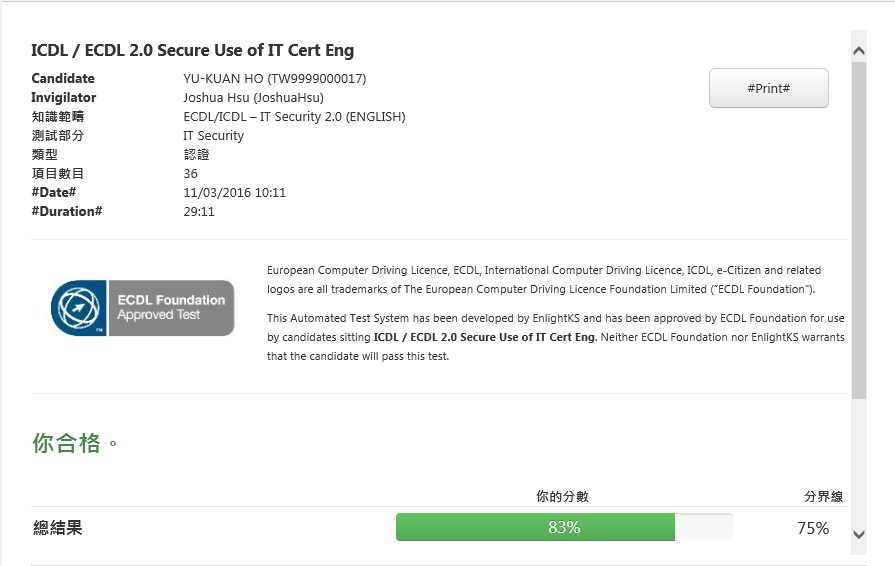 ICDL / ECDL 2.0 Secure Use of IT Cert Eng
Candidate YU-KUAN HO (TW9999000017)
#Print#
Invigilator Joshua Hsu (JoshuaHsu)
知識範疇 ECDL/ICDL – IT Security 2.0 (ENGLISH)
測試部分 IT Security
類型 認證
項目數目 36
#Date# 11/03/2016 10:11
#Duration# 29:11
ECDL Foundation
Approved Test
TM
European Computer Driving Licence, ECDL, International Computer Driving Licence, ICDL, e-Citizen and related
logos are all trademarks of The European Computer Driving Licence Foundation Limited (“ECDL Foundation”).
This Automated Test System has been developed by EnlightKS and has been approved by ECDL Foundation for use
by candidates sitting ICDL / ECDL 2.0 Secure Use of IT Cert Eng. Neither ECDL Foundation nor EnlightKS warrants
that the candidate will pass this test.
你合格。
你的分數 分界線
總結果 83% 75%